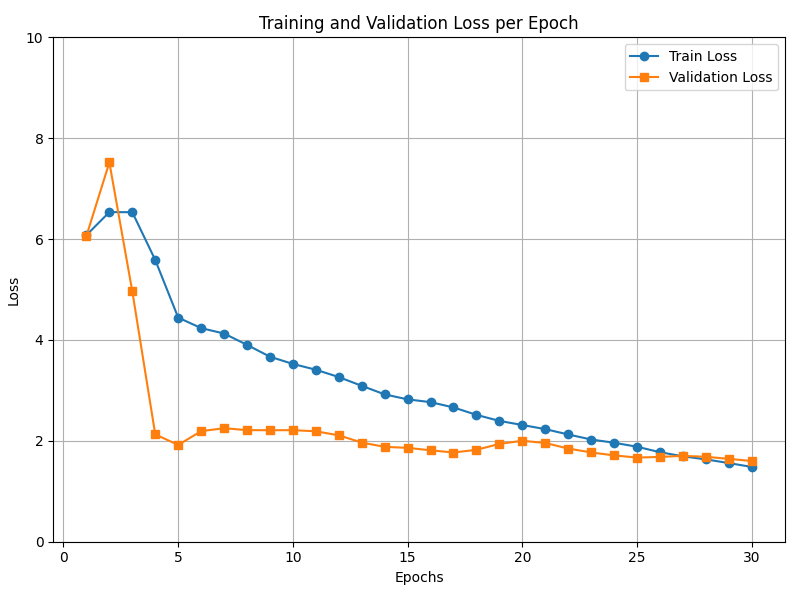 Training and Validation Loss per Epoch
10
8
6
4
2
0
Loss
Train Loss
Validation Loss
0 5 10 15 20 25 30
Epochs